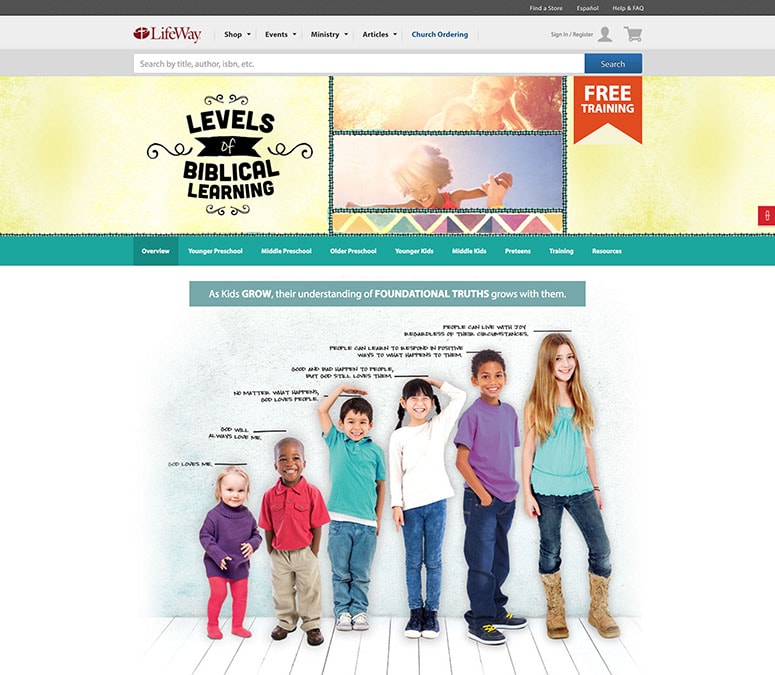 Find a Store Español Help & FAQ
LifeWay Shop Events Ministry Articles Church Ordering Sign In / Register
Search by title, author, isbn, etc. Search
LEVELS
of
BIBLICAL
LEARNING
FREE
TRAINING
Overview Younger Preschool Middle Preschool Older Preschool Younger Kids Middle Kids Preteens Training Resources
As Kids GROW, their understanding of FOUNDATIONAL TRUTHS grows with them.
PEOPLE CAN LIVE WITH JOY
REGARDLESS OF THEIR CIRCUMSTANCES.
PEOPLE CAN LEARN TO RESPOND IN POSITIVE
WAYS TO WHAT HAPPENS TO THEM.
GOOD AND BAD HAPPEN TO PEOPLE,
BUT GOD STILL LOVES THEM.
NO MATTER WHAT HAPPENS,
GOD LOVES PEOPLE.
GOD WILL
ALWAYS LOVE ME.
GOD LOVES ME.